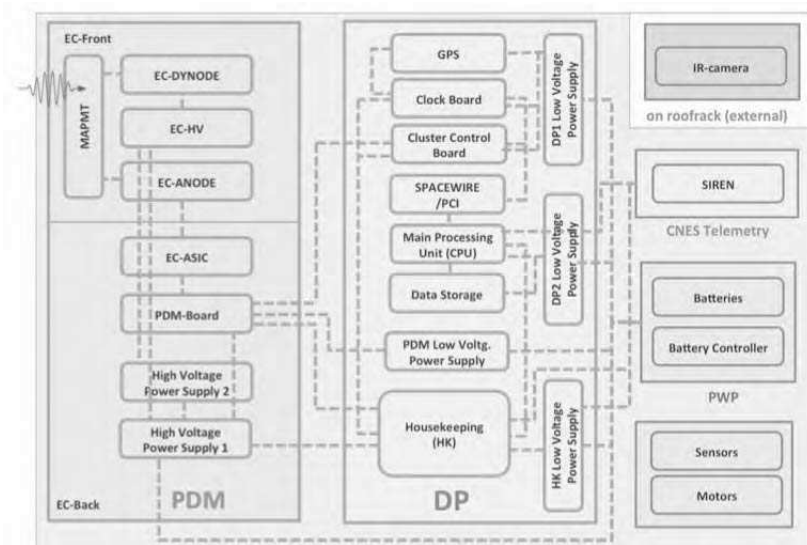 EC-Front
MAPMT
EC-DYNODE
EC-HV
EC-ANODE
EC-ASIC
PDM-Board
High Voltage
Power Supply 2
High Voltage
Power Supply 1
EC-Back
PDM
GPS
Clock Board
Cluster Control
Board
SPACEWIRE
/PCI
Main Processing
Unit (CPU)
Data Storage
PDM Low Voltg.
Power Supply
Housekeeping
(HK)
DP
DP1 Low Voltage
Power Supply
DP2 Low Voltage
Power Supply
HK Low Voltage
Power Supply
IR-camera
on roofrack (external)
SIREN
CNES Telemetry
Batteries
Battery Controller
PWP
Sensors
Motors